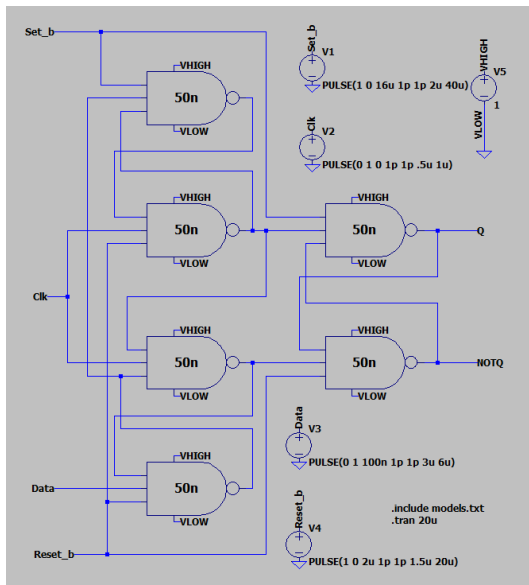 Set_b
VHIGH
50n
VLOW
Set_b
V1
PULSE(1 0 16u 1p 1p 2u 40u)
VHIGH
V5
1
VLOW
Clk
V2
PULSE(0 1 0 1p 1p .5u 1u)
VHIGH
50n
VLOW
VHIGH
50n
VLOW
Q
Clk
VHIGH
50n
VLOW
VHIGH
50n
VLOW
NOTQ
Data
V3
PULSE(0 1 100n 1p 1p 3u 6u)
VHIGH
50n
VLOW
Data
Reset_b
V4
PULSE(1 0 2u 1p 1p 1.5u 20u)
.include models.txt
.tran 20u
Reset_b